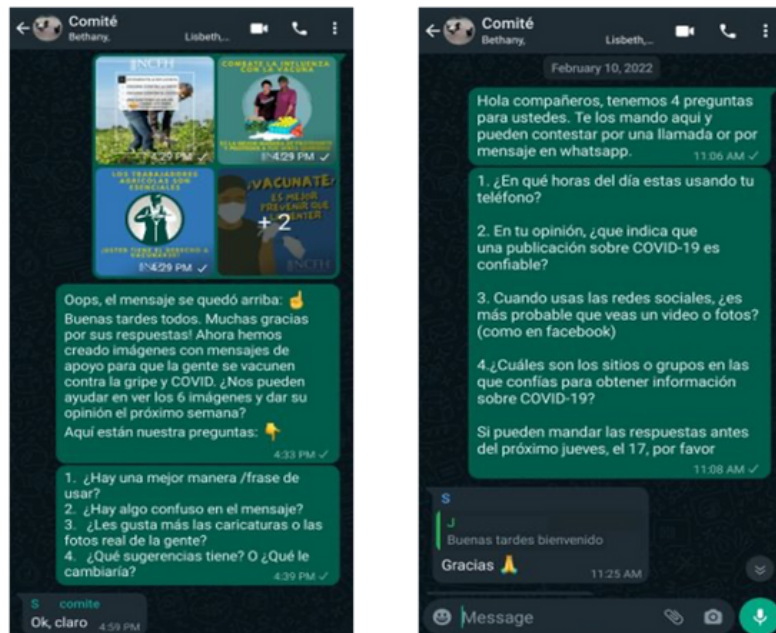 Comité
Bethany, Lisbeth,...
NCFH
4:29 PM
COMBATE LA INFLUENZA
CON LA VACUNA
4:29 PM
LOS TRABAJADORES
AGRÍCOLAS SON
ESENCIALES
¡USTED TIENE EL DERECHO A
VACUNARSE!
4:29 PM
¡VACUNATE!
ES MEJOR
PREVENIR QUE
+ 2
NCFH
Oops, el mensaje se quedó arriba: ☝
Buenas tardes todos. Muchas gracias
por sus respuestas! Ahora hemos
creado imágenes con mensajes de
apoyo para que la gente se vacunen
contra la gripe y COVID. ¿Nos pueden
ayudar en ver los 6 imágenes y dar su
opinión el próximo semana?
Aquí están nuestra preguntas: 👇
4:33 PM
1. ¿Hay una mejor manera /frase de
usar?
2. ¿Hay algo confuso en el mensaje?
3. ¿Les gusta más las caricaturas o las
fotos real de la gente?
4. ¿Qué sugerencias tiene? O ¿Qué le
cambiaría?
4:39 PM
S comite
Ok, claro 4:59 PM
Comité
Bethany, Lisbeth,...
February 10, 2022
Hola compañeros, tenemos 4 preguntas
para ustedes. Te los mando aqui y
pueden contestar por una llamada or por
mensaje en whatsapp.
11:06 AM
1. ¿En qué horas del día estas usando tu
teléfono?
2. En tu opinión, ¿que indica que
una publicación sobre COVID-19 es
confiable?
3. Cuando usas las redes sociales, ¿es
más probable que veas un video o fotos?
(como en facebook)
4.¿Cuáles son los sitios o grupos en las
que confías para obtener información
sobre COVID-19?
Si pueden mandar las respuestas antes
del próximo jueves, el 17, por favor
11:08 AM
S
J
Buenas tardes bienvenido
Gracias 🙏
11:25 AM
Message